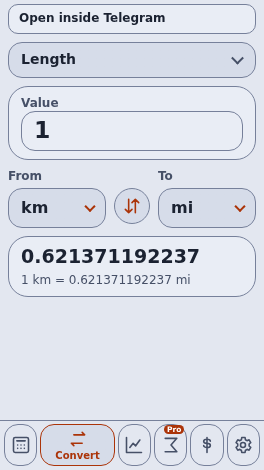 Open inside Telegram
Length
Value
1
From
To
km
mi
0.621371192237
1 km = 0.621371192237 mi
Pro
Convert